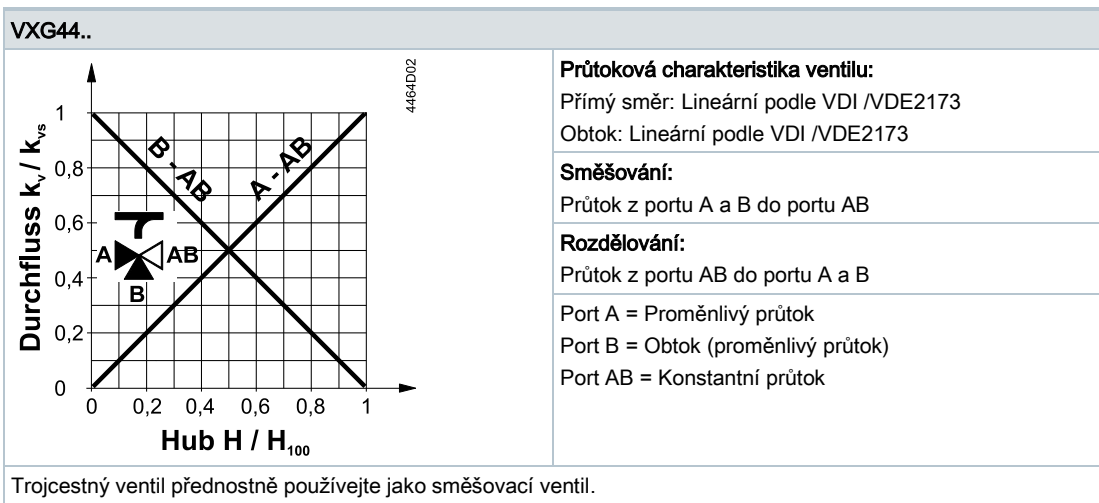 VXG44..
4464D02
Durchfluss kv / kvs
1
0,8
0,6
0,4
0,2
0
B - AB
A - AB
A
AB
B
0
0,2
0,4
0,6
0,8
1
Hub H / H100
Průtoková charakteristika ventilu:
Přímý směr: Lineární podle VDI /VDE2173
Obtok: Lineární podle VDI /VDE2173
Směšování:
Průtok z portu A a B do portu AB
Rozdělování:
Průtok z portu AB do portu A a B
Port A = Proměnlivý průtok
Port B = Obtok (proměnlivý průtok)
Port AB = Konstantní průtok
Trojcestný ventil přednostně používejte jako směšovací ventil.